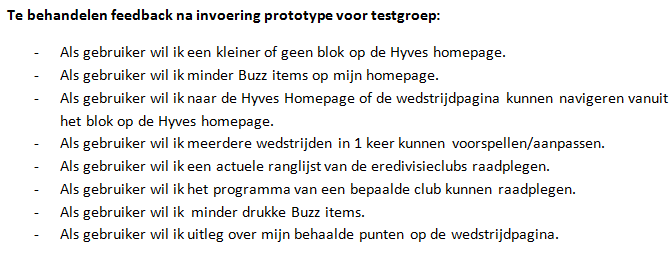 Te behandelen feedback na invoering prototype voor testgroep:
- Als gebruiker wil ik een kleiner of geen blok op de Hyves homepage.
- Als gebruiker wil ik minder Buzz items op mijn homepage.
- Als gebruiker wil ik naar de Hyves Homepage of de wedstrijdpagina kunnen navigeren vanuit
het blok op de Hyves homepage.
- Als gebruiker wil ik meerdere wedstrijden in 1 keer kunnen voorspellen/aanpassen.
- Als gebruiker wil ik een actuele ranglijst van de eredivisieclubs raadplegen.
- Als gebruiker wil ik het programma van een bepaalde club kunnen raadplegen.
- Als gebruiker wil ik minder drukke Buzz items.
- Als gebruiker wil ik uitleg over mijn behaalde punten op de wedstrijdpagina.